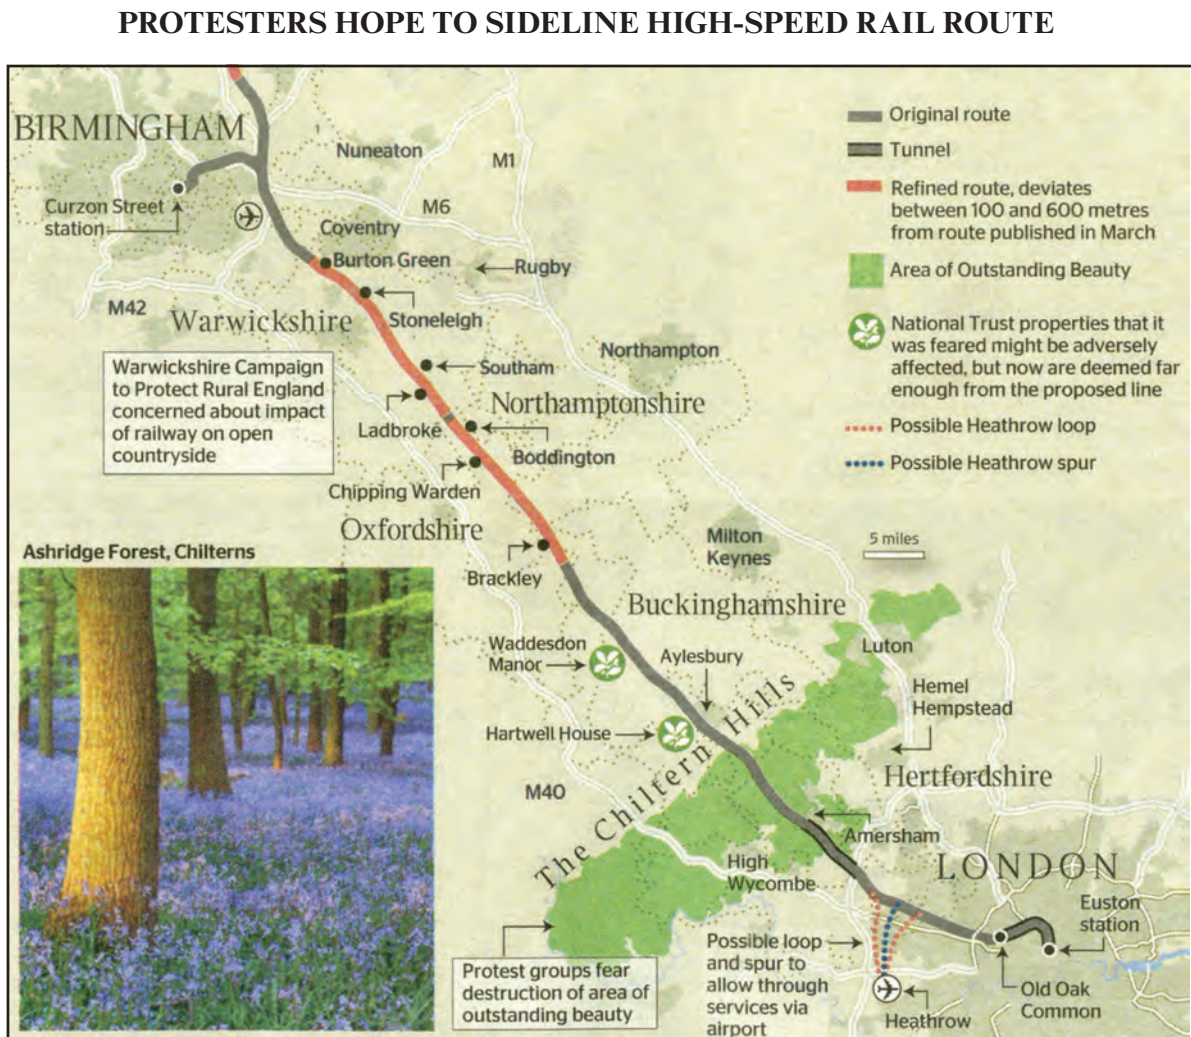 PROTESTERS HOPE TO SIDELINE HIGH-SPEED RAIL ROUTE
BIRMINGHAM
Nuneaton
M1
Original route
Tunnel
Refined route, deviates
between 100 and 600 metres
from route published in March
Curzon Street
station
M6
Coventry
Burton Green
Rugby
Area of Outstanding Beauty
M42
Warwickshire
Stoneleigh
National Trust properties that it
was feared might be adversely
affected, but now are deemed far
enough from the proposed line
Warwickshire Campaign
to Protect Rural England
concerned about impact
of railway on open
countryside
Southam
Northampton
Northamptonshire
Ladbroke
Boddington
Possible Heathrow loop
Possible Heathrow spur
Chipping Warden
Oxfordshire
Milton
Keynes
5 miles
Ashridge Forest, Chilterns
Brackley
Buckinghamshire
Waddesdon
Manor
Aylesbury
Luton
Hemel
Hempstead
Hartwell House
The Chiltern Hills
Hertfordshire
M40
Amersham
High
Wycombe
LONDON
Euston
station
Protest groups fear
destruction of area of
outstanding beauty
Possible loop
and spur to
allow through
services via
airport
Heathrow
Old Oak
Common